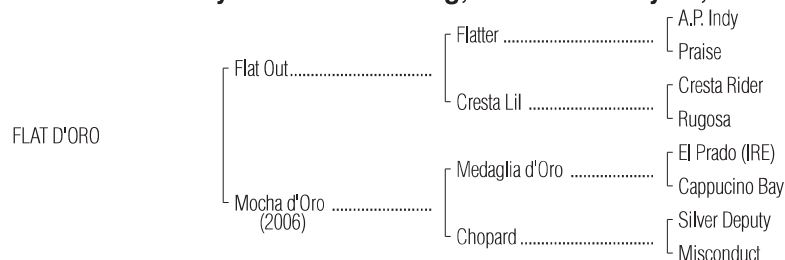 A.P. Indy
Flatter ..............................
Praise
Flat Out..............................
Cresta Rider
Cresta Lil ..........................
Rugosa
FLAT D'ORO
El Prado (IRE)
Medaglia d'Oro .................
Cappucino Bay
Mocha d'Oro .....................
(2006)
Silver Deputy
Chopard...........................
Misconduct